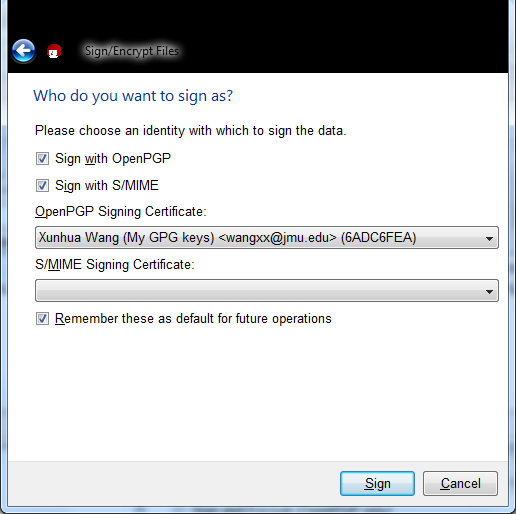 Sign/Encrypt Files
Who do you want to sign as?
Please choose an identity with which to sign the data.
Sign with OpenPGP
Sign with S/MIME
OpenPGP Signing Certificate:
Xunhua Wang (My GPG keys) <wangxx@jmu.edu> (6ADC6FEA)
S/MIME Signing Certificate:
Remember these as default for future operations
Sign Cancel